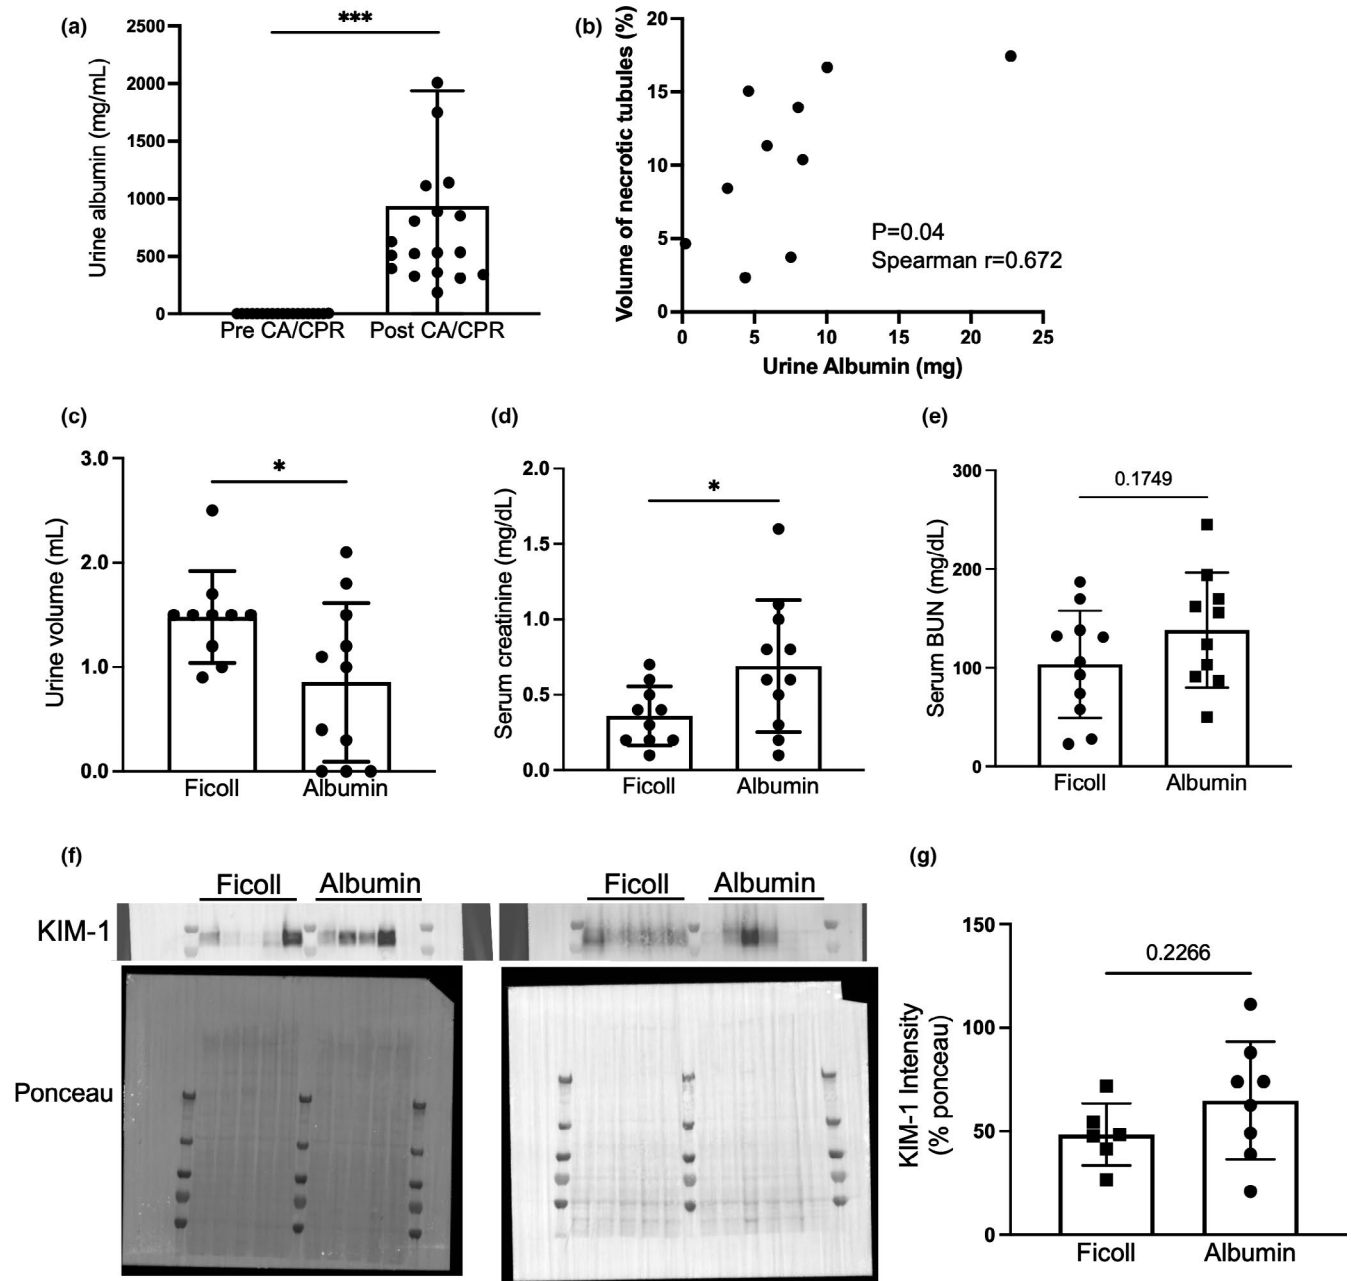 (a)
Urine albumin (mg/mL)
2500
2000
1500
1000
500
0
***
Pre CA/CPR
Post CA/CPR
(b)
Volume of necrotic tubules (%)
20
15
10
5
0
P=0.04
Spearman r=0.672
0
5
10
15
20
25
Urine Albumin (mg)
(c)
Urine volume (mL)
3.0
2.0
1.0
0.0
*
Ficoll
Albumin
(d)
Serum creatinine (mg/dL)
2.0
1.5
1.0
0.5
0.0
*
Ficoll
Albumin
(e)
Serum BUN (mg/dL)
300
200
100
0
0.1749
Ficoll
Albumin
(f)
Ficoll
Albumin
Ficoll
Albumin
KIM-1
Ponceau
(g)
KIM-1 Intensity
(% ponceau)
150
100
50
0
0.2266
Ficoll
Albumin